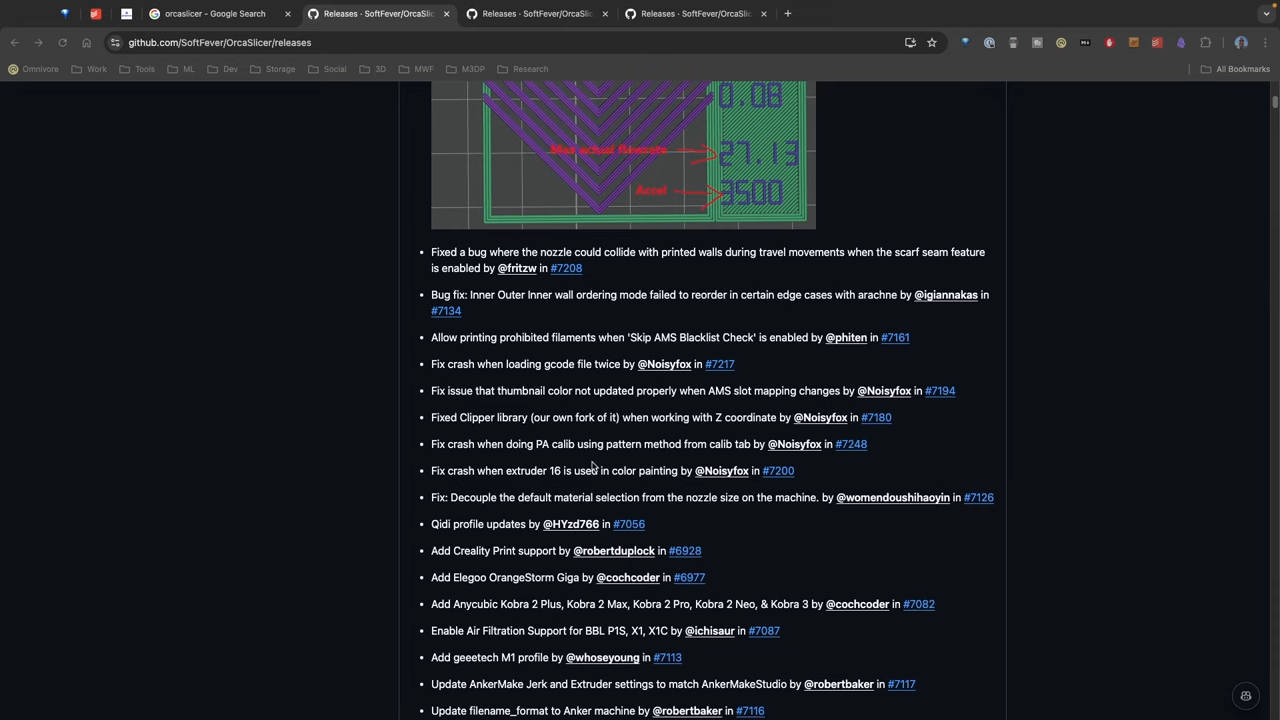 orcaslicer - Google Search
Releases · SoftFever/OrcaSlic
Releases · SoftFever/OrcaSlic
Releases · SoftFever/OrcaSlic
github.com/SoftFever/OrcaSlicer/releases
Omnivore
Work
Tools
ML
Dev
Storage
Social
3D
MWF
M3DP
Research
All Bookmarks
0.08
Max actual flowrate
27.13
Accel
3500
• Fixed a bug where the nozzle could collide with printed walls during travel movements when the scarf seam feature
is enabled by @fritzw in #7208
• Bug fix: Inner Outer Inner wall ordering mode failed to reorder in certain edge cases with arachne by @igiannakas in
#7134
• Allow printing prohibited filaments when 'Skip AMS Blacklist Check' is enabled by @phiten in #7161
• Fix crash when loading gcode file twice by @Noisyfox in #7217
• Fix issue that thumbnail color not updated properly when AMS slot mapping changes by @Noisyfox in #7194
• Fixed Clipper library (our own fork of it) when working with Z coordinate by @Noisyfox in #7180
• Fix crash when doing PA calib using pattern method from calib tab by @Noisyfox in #7248
• Fix crash when extruder 16 is used in color painting by @Noisyfox in #7200
• Fix: Decouple the default material selection from the nozzle size on the machine. by @womendoushihaoyin in #7126
• Qidi profile updates by @HYzd766 in #7056
• Add Creality Print support by @robertduplock in #6928
• Add Elegoo OrangeStorm Giga by @cochcoder in #6977
• Add Anycubic Kobra 2 Plus, Kobra 2 Max, Kobra 2 Pro, Kobra 2 Neo, & Kobra 3 by @cochcoder in #7082
• Enable Air Filtration Support for BBL P1S, X1, X1C by @ichisaur in #7087
• Add geeetech M1 profile by @whoseyoung in #7113
• Update AnkerMake Jerk and Extruder settings to match AnkerMakeStudio by @robertbaker in #7117
• Update filename_format to Anker machine by @robertbaker in #7116